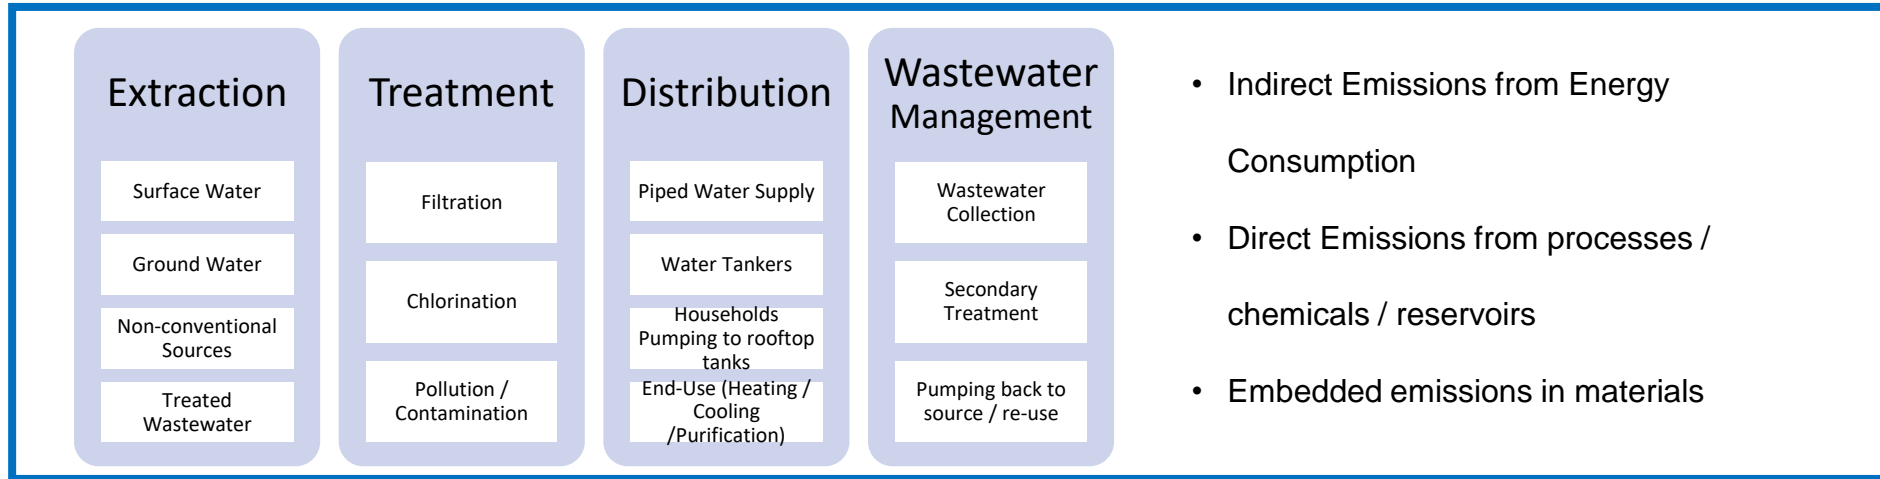 Extraction
Surface Water
Ground Water
Non-conventional
Sources
Treated
Wastewater
Treatment
Filtration
Chlorination
Pollution /
Contamination
Distribution
Piped Water Supply
Water Tankers
Households
Pumping to rooftop
tanks
End-Use (Heating /
Cooling
/Purification)
Wastewater
Management
Wastewater
Collection
Secondary
Treatment
Pumping back to
source / re-use
• Indirect Emissions from Energy
Consumption
• Direct Emissions from processes /
chemicals / reservoirs
• Embedded emissions in materials